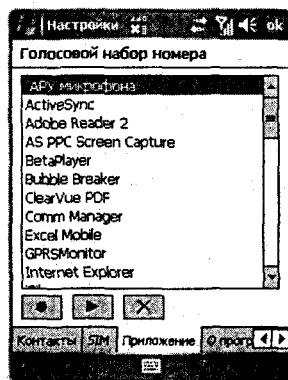 Настройки ok
Голосовой набор номера
АРУ микрофона
ActiveSync
Adobe Reader 2
AS PPC Screen Capture
BetaPlayer
Bubble Breaker
ClearVue PDF
Comm Manager
Excel Mobile
GPRSMonitor
Internet Explorer
Контакты SIM Приложение О прогр